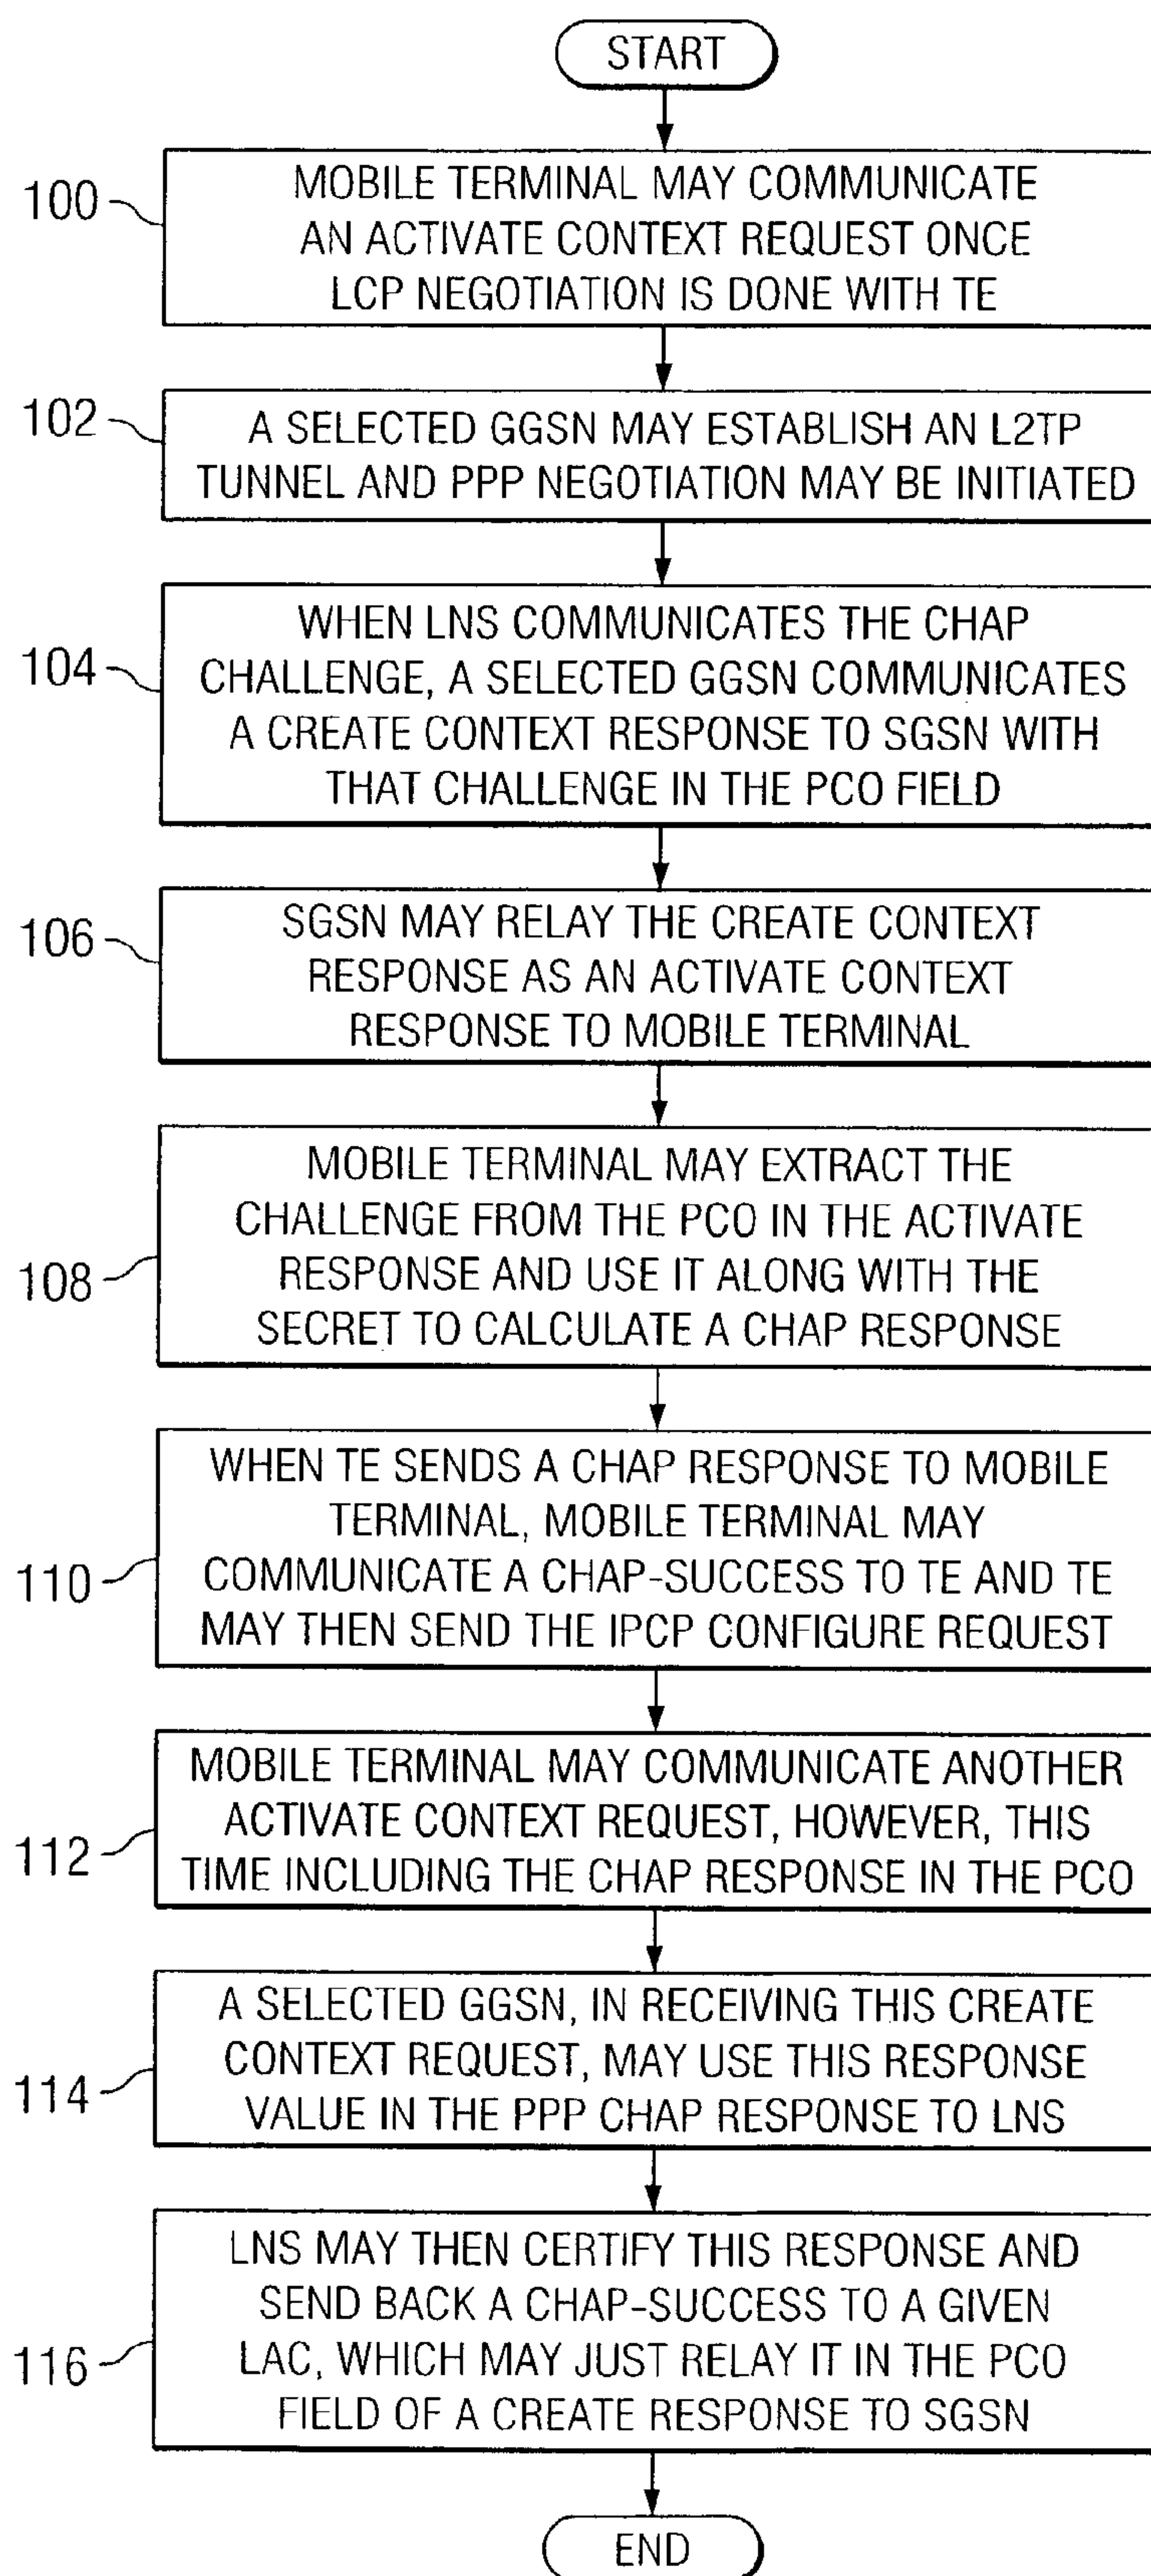 START
100
MOBILE TERMINAL MAY COMMUNICATE
AN ACTIVATE CONTEXT REQUEST ONCE
LCP NEGOTIATION IS DONE WITH TE
102
A SELECTED GGSN MAY ESTABLISH AN L2TP
TUNNEL AND PPP NEGOTIATION MAY BE INITIATED
104
WHEN LNS COMMUNICATES THE CHAP
CHALLENGE, A SELECTED GGSN COMMUNICATES
A CREATE CONTEXT RESPONSE TO SGSN WITH
THAT CHALLENGE IN THE PCO FIELD
106
SGSN MAY RELAY THE CREATE CONTEXT
RESPONSE AS AN ACTIVATE CONTEXT
RESPONSE TO MOBILE TERMINAL
108
MOBILE TERMINAL MAY EXTRACT THE
CHALLENGE FROM THE PCO IN THE ACTIVATE
RESPONSE AND USE IT ALONG WITH THE
SECRET TO CALCULATE A CHAP RESPONSE
110
WHEN TE SENDS A CHAP RESPONSE TO MOBILE
TERMINAL, MOBILE TERMINAL MAY
COMMUNICATE A CHAP-SUCCESS TO TE AND TE
MAY THEN SEND THE IPCP CONFIGURE REQUEST
112
MOBILE TERMINAL MAY COMMUNICATE ANOTHER
ACTIVATE CONTEXT REQUEST, HOWEVER, THIS
TIME INCLUDING THE CHAP RESPONSE IN THE PCO
114
A SELECTED GGSN, IN RECEIVING THIS CREATE
CONTEXT REQUEST, MAY USE THIS RESPONSE
VALUE IN THE PPP CHAP RESPONSE TO LNS
116
LNS MAY THEN CERTIFY THIS RESPONSE AND
SEND BACK A CHAP-SUCCESS TO A GIVEN
LAC, WHICH MAY JUST RELAY IT IN THE PCO
FIELD OF A CREATE RESPONSE TO SGSN
END